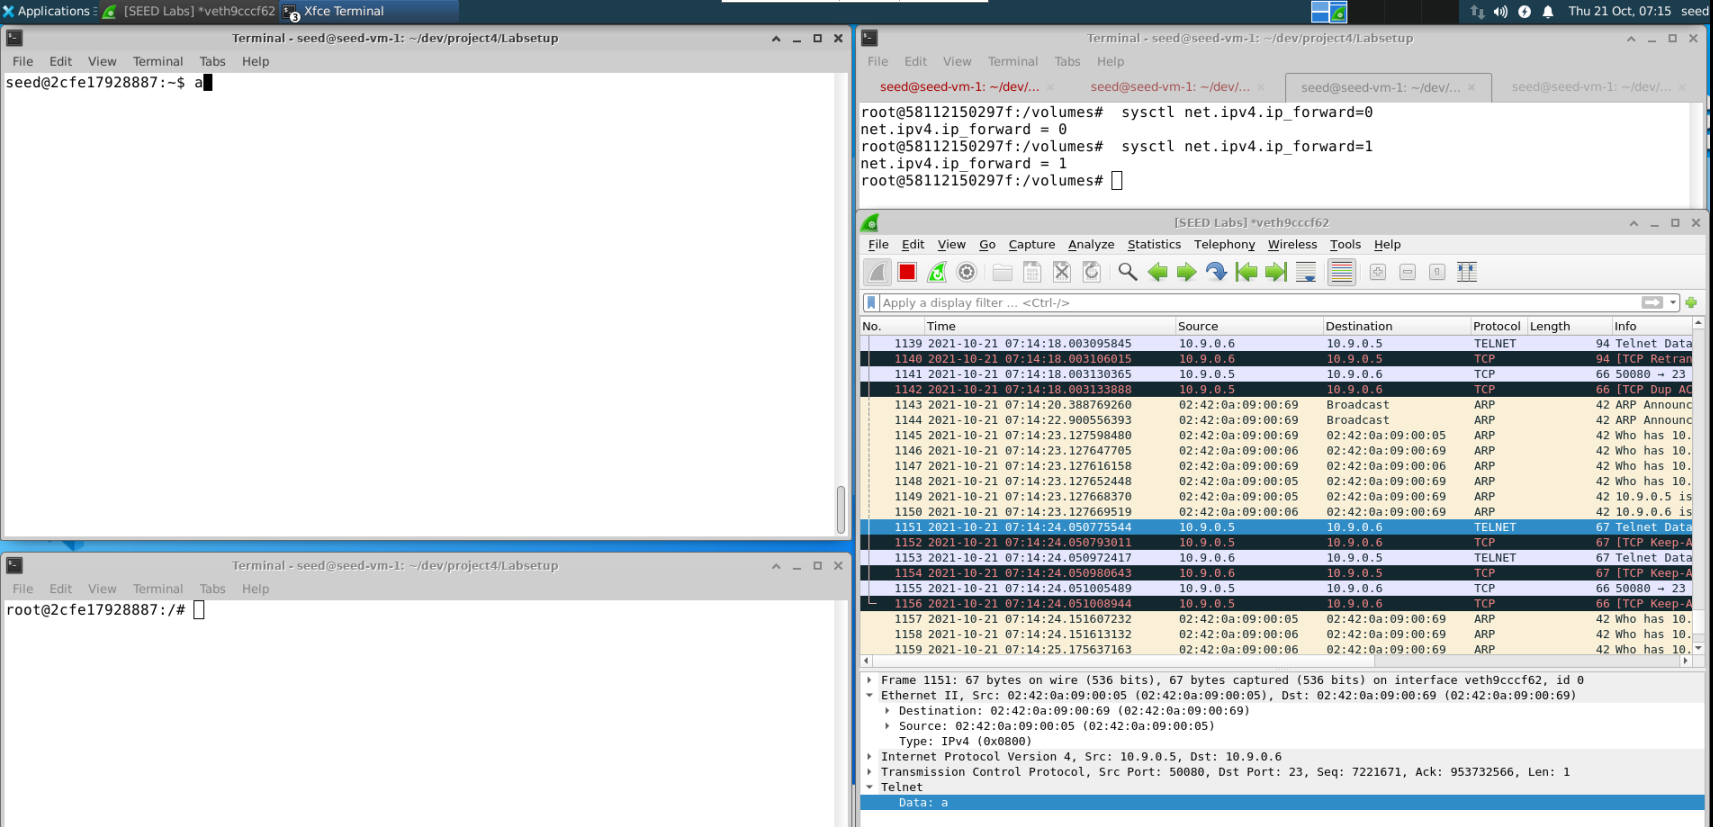 Applications
[SEED Labs] *veth9cccf62
3
Xfce Terminal
Thu 21 Oct, 07:15 seed
Terminal - seed@seed-vm-1: ~/dev/project4/Labsetup
File Edit View Terminal Tabs Help
seed@2cfe17928887:~$ a
Terminal - seed@seed-vm-1: ~/dev/project4/Labsetup
File Edit View Terminal Tabs Help
root@2cfe17928887:/#
Terminal - seed@seed-vm-1: ~/dev/project4/Labsetup
File Edit View Terminal Tabs Help
seed@seed-vm-1: ~/dev/... seed@seed-vm-1: ~/dev/... seed@seed-vm-1: ~/dev/... seed@seed-vm-1: ~/dev/...
root@58112150297f:/volumes#  sysctl net.ipv4.ip_forward=0
net.ipv4.ip_forward = 0
root@58112150297f:/volumes#  sysctl net.ipv4.ip_forward=1
net.ipv4.ip_forward = 1
root@58112150297f:/volumes#
[SEED Labs] *veth9cccf62
File Edit View Go Capture Analyze Statistics Telephony Wireless Tools Help
Apply a display filter ... <Ctrl-/>
No. Time Source Destination Protocol Length Info
1139 2021-10-21 07:14:18.003095845 10.9.0.6 10.9.0.5 TELNET 94 Telnet Data
1140 2021-10-21 07:14:18.003106015 10.9.0.6 10.9.0.5 TCP 94 [TCP Retran
1141 2021-10-21 07:14:18.003130365 10.9.0.5 10.9.0.6 TCP 66 50080 → 23
1142 2021-10-21 07:14:18.003133888 10.9.0.5 10.9.0.6 TCP 66 [TCP Dup AC
1143 2021-10-21 07:14:20.388769260 02:42:0a:09:00:69 Broadcast ARP 42 ARP Announc
1144 2021-10-21 07:14:22.900556393 02:42:0a:09:00:69 Broadcast ARP 42 ARP Announc
1145 2021-10-21 07:14:23.127598480 02:42:0a:09:00:69 02:42:0a:09:00:05 ARP 42 Who has 10.
1146 2021-10-21 07:14:23.127647705 02:42:0a:09:00:06 02:42:0a:09:00:69 ARP 42 Who has 10.
1147 2021-10-21 07:14:23.127616158 02:42:0a:09:00:69 02:42:0a:09:00:06 ARP 42 Who has 10.
1148 2021-10-21 07:14:23.127652448 02:42:0a:09:00:05 02:42:0a:09:00:69 ARP 42 Who has 10.
1149 2021-10-21 07:14:23.127668370 02:42:0a:09:00:05 02:42:0a:09:00:69 ARP 42 10.9.0.5 is
1150 2021-10-21 07:14:23.127669519 02:42:0a:09:00:06 02:42:0a:09:00:69 ARP 42 10.9.0.6 is
1151 2021-10-21 07:14:24.050775544 10.9.0.5 10.9.0.6 TELNET 67 Telnet Data
1152 2021-10-21 07:14:24.050793011 10.9.0.5 10.9.0.6 TCP 67 [TCP Keep-A
1153 2021-10-21 07:14:24.050972417 10.9.0.6 10.9.0.5 TELNET 67 Telnet Data
1154 2021-10-21 07:14:24.050980643 10.9.0.6 10.9.0.5 TCP 67 [TCP Keep-A
1155 2021-10-21 07:14:24.051005489 10.9.0.5 10.9.0.6 TCP 66 50080 → 23
1156 2021-10-21 07:14:24.051008944 10.9.0.5 10.9.0.6 TCP 66 [TCP Keep-A
1157 2021-10-21 07:14:24.151607232 02:42:0a:09:00:05 02:42:0a:09:00:69 ARP 42 Who has 10.
1158 2021-10-21 07:14:24.151613132 02:42:0a:09:00:06 02:42:0a:09:00:69 ARP 42 Who has 10.
1159 2021-10-21 07:14:25.175637163 02:42:0a:09:00:06 02:42:0a:09:00:69 ARP 42 Who has 10.
Frame 1151: 67 bytes on wire (536 bits), 67 bytes captured (536 bits) on interface veth9cccf62, id 0
Ethernet II, Src: 02:42:0a:09:00:05 (02:42:0a:09:00:05), Dst: 02:42:0a:09:00:69 (02:42:0a:09:00:69)
Destination: 02:42:0a:09:00:69 (02:42:0a:09:00:69)
Source: 02:42:0a:09:00:05 (02:42:0a:09:00:05)
Type: IPv4 (0x0800)
Internet Protocol Version 4, Src: 10.9.0.5, Dst: 10.9.0.6
Transmission Control Protocol, Src Port: 50080, Dst Port: 23, Seq: 7221671, Ack: 953732566, Len: 1
Telnet
Data: a